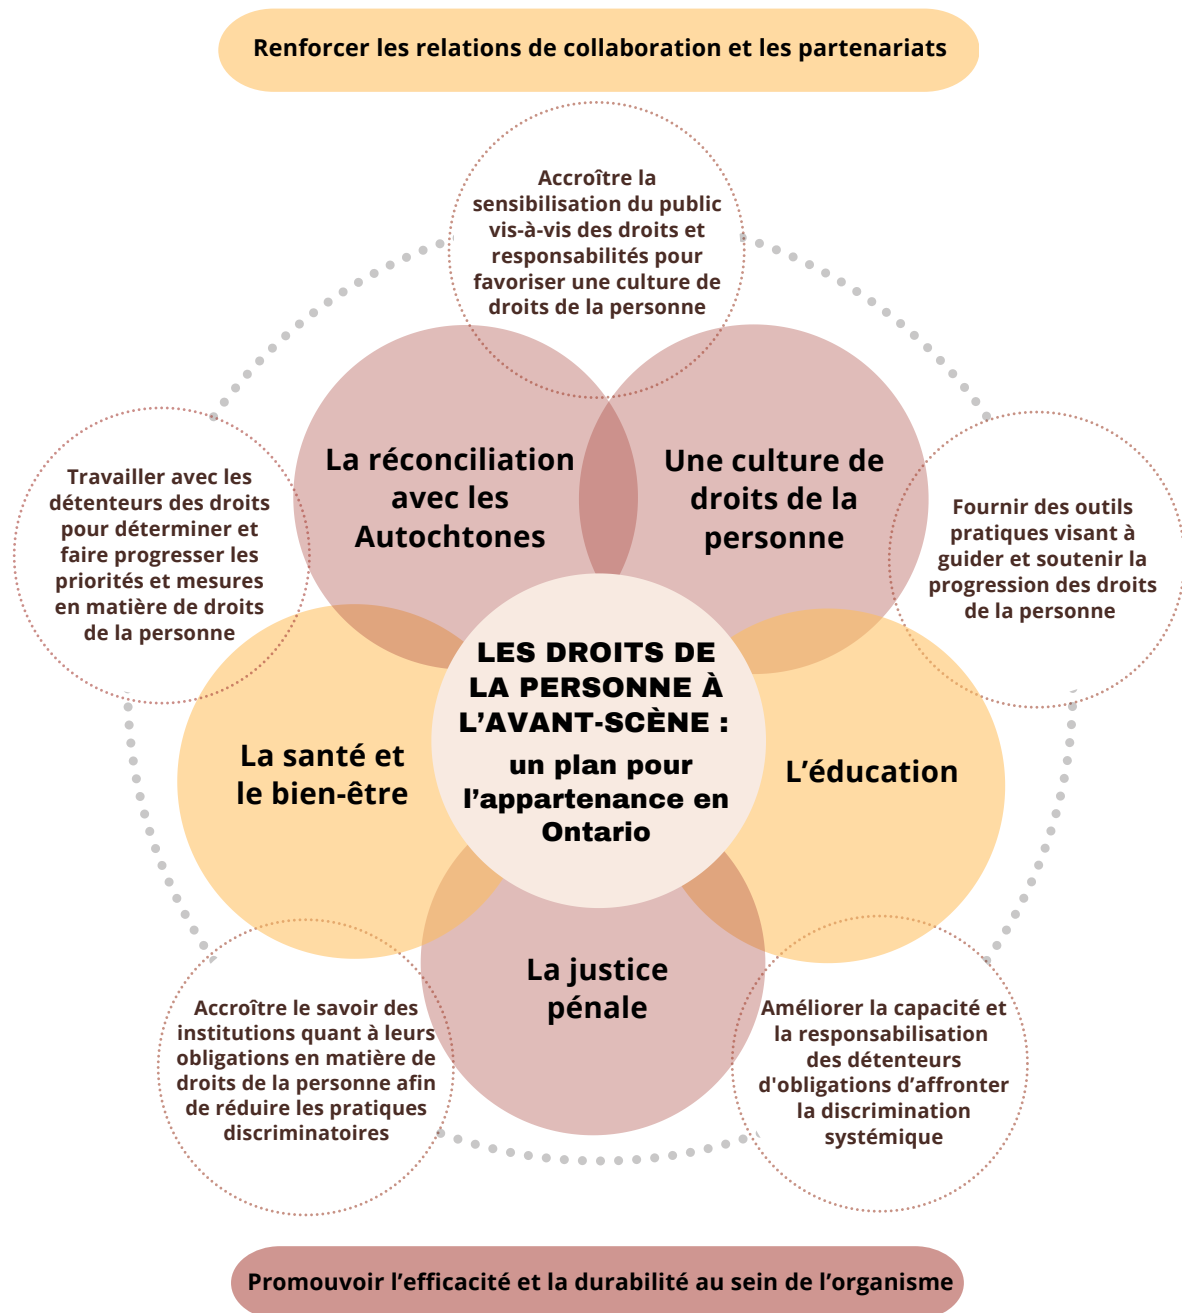 Renforcer les relations de collaboration et les partenariats
Accroître la
sensibilisation du public
vis-à-vis des droits et
responsabilités pour
favoriser une culture de
droits de la personne
La réconciliation
avec les
Autochtones
Une culture de
droits de la
personne
Travailler avec les
détenteurs des droits
pour déterminer et
faire progresser les
priorités et mesures
en matière de droits
de la personne
Fournir des outils
pratiques visant à
guider et soutenir la
progression des droits
de la personne
LES DROITS DE
LA PERSONNE À
L’AVANT-SCÈNE :
un plan pour
l’appartenance en
Ontario
La santé et
le bien-être
L’éducation
La justice
pénale
Accroître le savoir des
institutions quant à leurs
obligations en matière de
droits de la personne afin
de réduire les pratiques
discriminatoires
Améliorer la capacité et
la responsabilisation
des détenteurs
d'obligations d’affronter
la discrimination
systémique
Promouvoir l’efficacité et la durabilité au sein de l’organisme